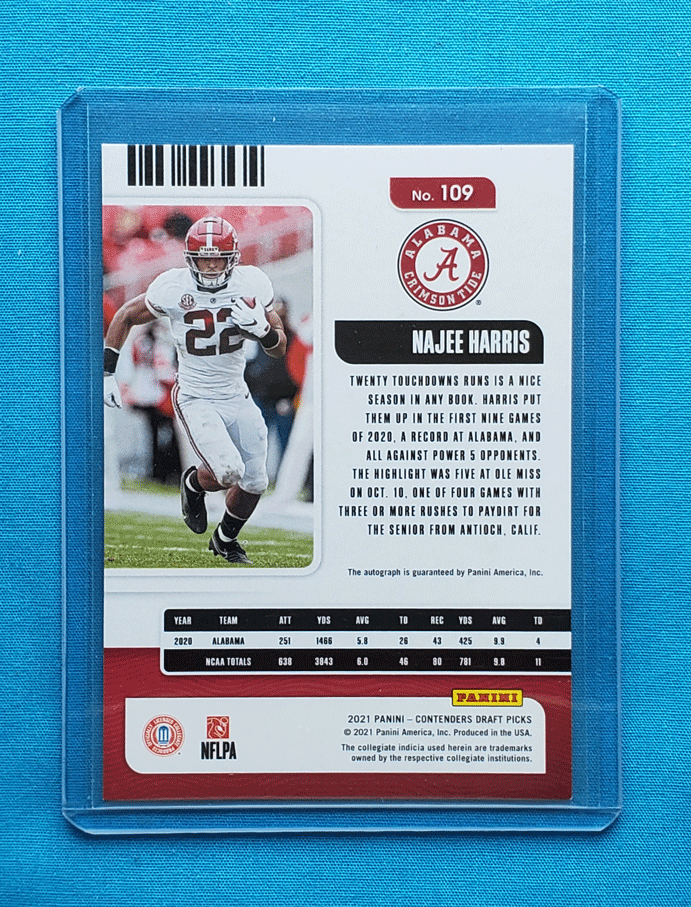 No. 109
ALABAMA
A
CRIMSON TIDE
®
22
SEC
NAJEE HARRIS
TWENTY TOUCHDOWNS RUNS IS A NICE
SEASON IN ANY BOOK. HARRIS PUT
THEM UP IN THE FIRST NINE GAMES
OF 2020, A RECORD AT ALABAMA, AND
ALL AGAINST POWER 5 OPPONENTS.
THE HIGHLIGHT WAS FIVE AT OLE MISS
ON OCT. 10, ONE OF FOUR GAMES WITH
THREE OR MORE RUSHES TO PAYDIRT FOR
THE SENIOR FROM ANTIOCH, CALIF.
The autograph is guaranteed by Panini America, Inc.
YEAR TEAM ATT YDS AVG TD REC YDS AVG TD
2020 ALABAMA 251 1466 5.8 26 43 425 9.9 4
NCAA TOTALS 638 3843 6.0 46 80 781 9.8 11
PANINI
2021 PANINI – CONTENDERS DRAFT PICKS
© 2021 Panini America, Inc. Produced in the USA.
The collegiate indicia used herein are trademarks
owned by the respective collegiate institutions.
OFFICIALLY LICENSED COLLEGIATE PRODUCTS
NFLPA